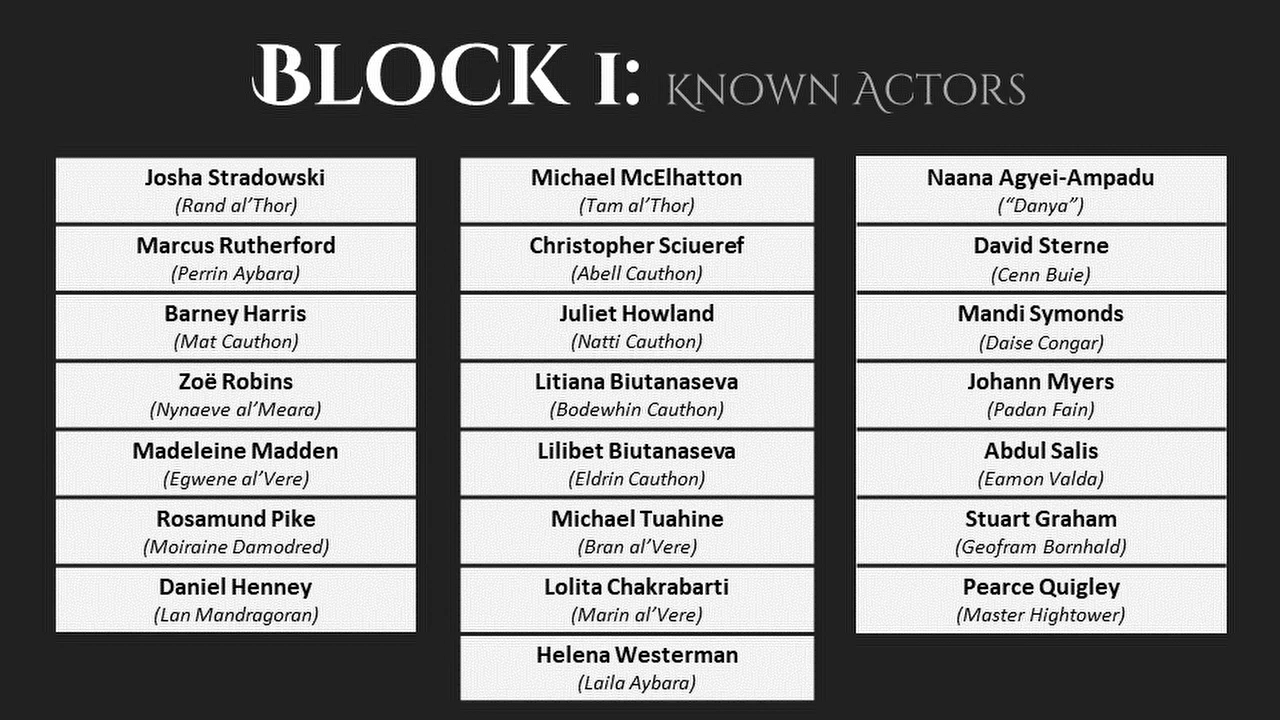 BLOCK I: KNOWN ACTORS
Josha Stradowski
(Rand al’Thor)
Marcus Rutherford
(Perrin Aybara)
Barney Harris
(Mat Cauthon)
Zoë Robins
(Nynaeve al’Meara)
Madeleine Madden
(Egwene al’Vere)
Rosamund Pike
(Moiraine Damodred)
Daniel Henney
(Lan Mandragoran)
Michael McElhatton
(Tam al’Thor)
Christopher Sciueref
(Abell Cauthon)
Juliet Howland
(Natti Cauthon)
Litiana Biutanaseva
(Bodewhin Cauthon)
Lilibet Biutanaseva
(Eldrin Cauthon)
Michael Tuahine
(Bran al’Vere)
Lolita Chakrabarti
(Marin al’Vere)
Helena Westerman
(Laila Aybara)
Naana Agyei-Ampadu
(“Danya”)
David Sterne
(Cenn Buie)
Mandi Symonds
(Daise Congar)
Johann Myers
(Padan Fain)
Abdul Salis
(Eamon Valda)
Stuart Graham
(Geofram Bornhald)
Pearce Quigley
(Master Hightower)